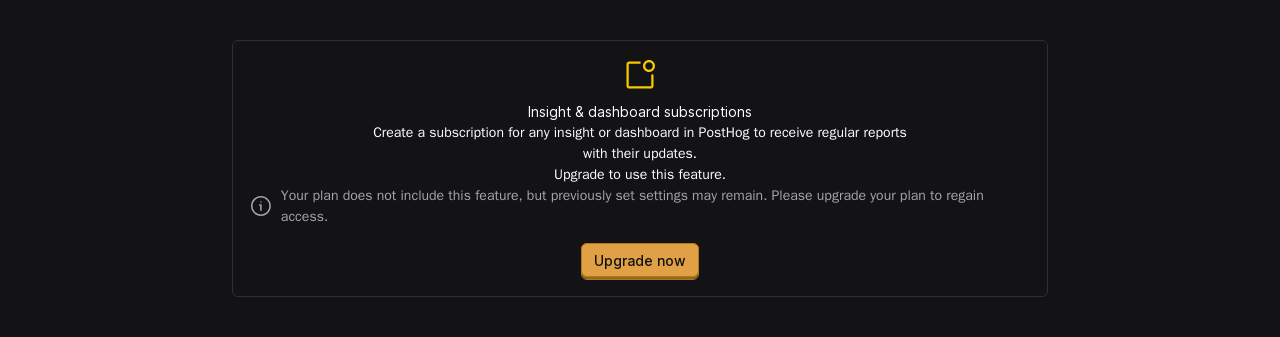 Insight & dashboard subscriptions
Create a subscription for any insight or dashboard in PostHog to receive regular reports
with their updates.
Upgrade to use this feature.
Your plan does not include this feature, but previously set settings may remain. Please upgrade your plan to regain
access.
Upgrade now